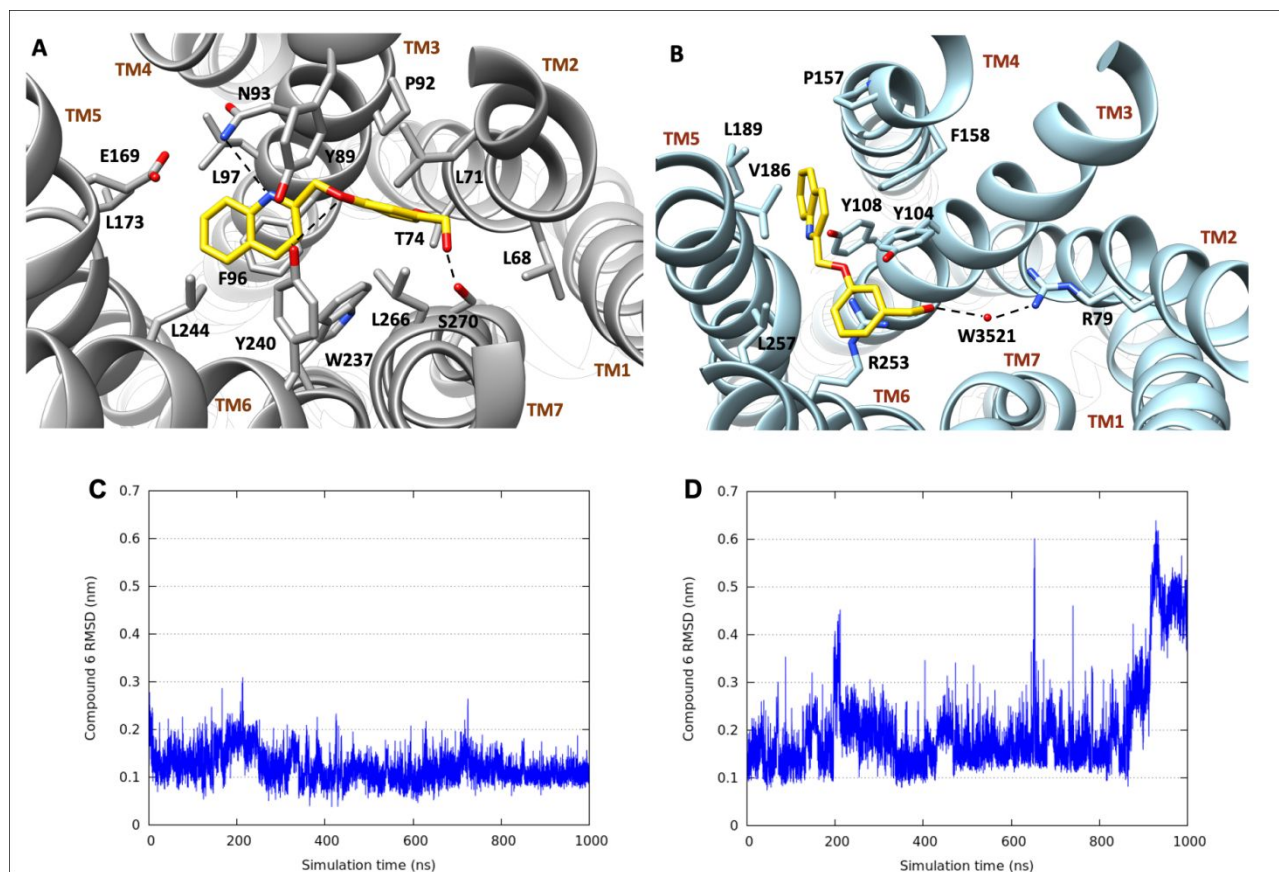 A
TM3
TM4
P92
TM2
N93
TM5
E169
Y89
L97
L71
L173
T74
L68
F96
L244
L266
S270
Y240
W237
TM1
TM6
TM7
B
TM4
P157
TM3
L189
F158
TM5
V186
Y108
Y104
TM2
L257
W3521
R79
R253
TM7
TM6
TM1
C
0.7
0.6
0.5
0.4
0.3
0.2
0.1
0
Compound 6 RMSD (nm)
0 200 400 600 800 1000
Simulation time (ns)
D
0.7
0.6
0.5
0.4
0.3
0.2
0.1
0
Compound 6 RMSD (nm)
0 200 400 600 800 1000
Simulation time (ns)